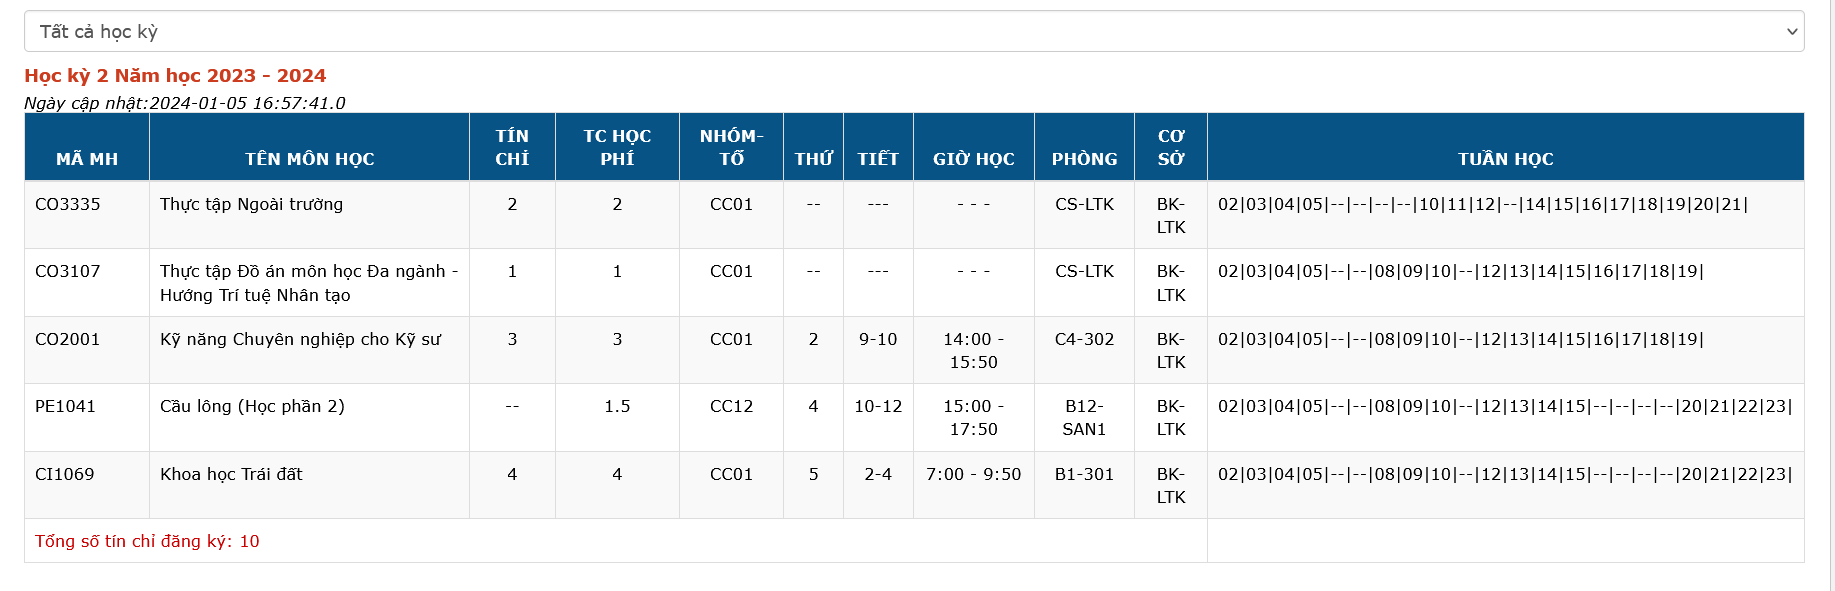 Tất cả học kỳ
Học kỳ 2 Năm học 2023 - 2024
Ngày cập nhật:2024-01-05 16:57:41.0
MÃ MH TÊN MÔN HỌC TÍN CHỈ TC HỌC PHÍ NHÓM-TỔ THỨ TIẾT GIỜ HỌC PHÒNG CƠ SỞ TUẦN HỌC
CO3335 Thực tập Ngoài trường 2 2 CC01 -- --- - - - CS-LTK BK-LTK 02|03|04|05|--|--|--|--|10|11|12|--|14|15|16|17|18|19|20|21|
CO3107 Thực tập Đồ án môn học Đa ngành - Hướng Trí tuệ Nhân tạo 1 1 CC01 -- --- - - - CS-LTK BK-LTK 02|03|04|05|--|--|08|09|10|--|12|13|14|15|16|17|18|19|
CO2001 Kỹ năng Chuyên nghiệp cho Kỹ sư 3 3 CC01 2 9-10 14:00 - 15:50 C4-302 BK-LTK 02|03|04|05|--|--|08|09|10|--|12|13|14|15|16|17|18|19|
PE1041 Cầu lông (Học phần 2) -- 1.5 CC12 4 10-12 15:00 - 17:50 B12-SAN1 BK-LTK 02|03|04|05|--|--|08|09|10|--|12|13|14|15|--|--|--|--|20|21|22|23|
CI1069 Khoa học Trái đất 4 4 CC01 5 2-4 7:00 - 9:50 B1-301 BK-LTK 02|03|04|05|--|--|08|09|10|--|12|13|14|15|--|--|--|--|20|21|22|23|
Tổng số tín chỉ đăng ký: 10